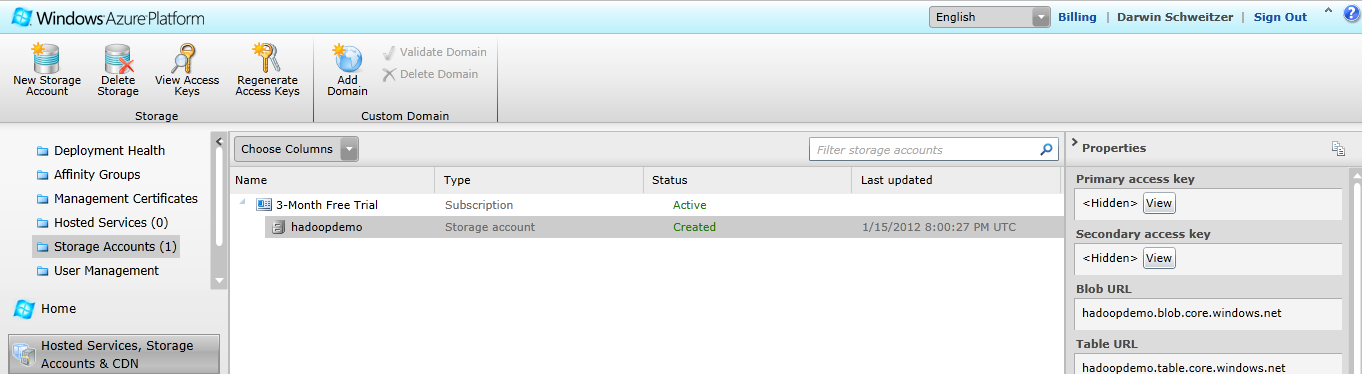 Windows Azure Platform
English
Billing | Darwin Schweitzer | Sign Out
New Storage Account
Delete Storage
View Access Keys
Regenerate Access Keys
Storage
Add Domain
Validate Domain
Delete Domain
Custom Domain
Deployment Health
Affinity Groups
Management Certificates
Hosted Services (0)
Storage Accounts (1)
User Management
Home
Hosted Services, Storage
Accounts & CDN
Choose Columns
Filter storage accounts
Name Type Status Last updated
3-Month Free Trial Subscription Active
hadoopdemo Storage account Created 1/15/2012 8:00:27 PM UTC
Properties
Primary access key
<Hidden> View
Secondary access key
<Hidden> View
Blob URL
hadoopdemo.blob.core.windows.net
Table URL
hadoopdemo.table.core.windows.net